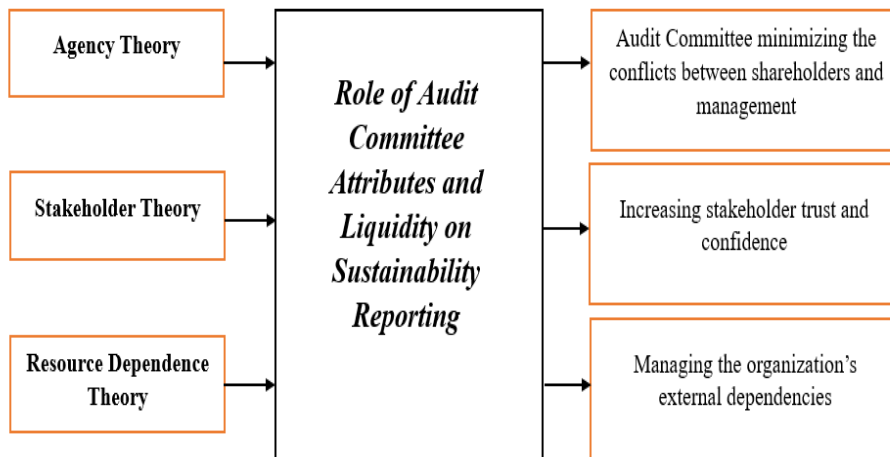 Agency Theory
Stakeholder Theory
Resource Dependence
Theory
Role of Audit
Committee
Attributes and
Liquidity on
Sustainability
Reporting
Audit Committee minimizing the
conflicts between shareholders and
management
Increasing stakeholder trust and
confidence
Managing the organization's
external dependencies